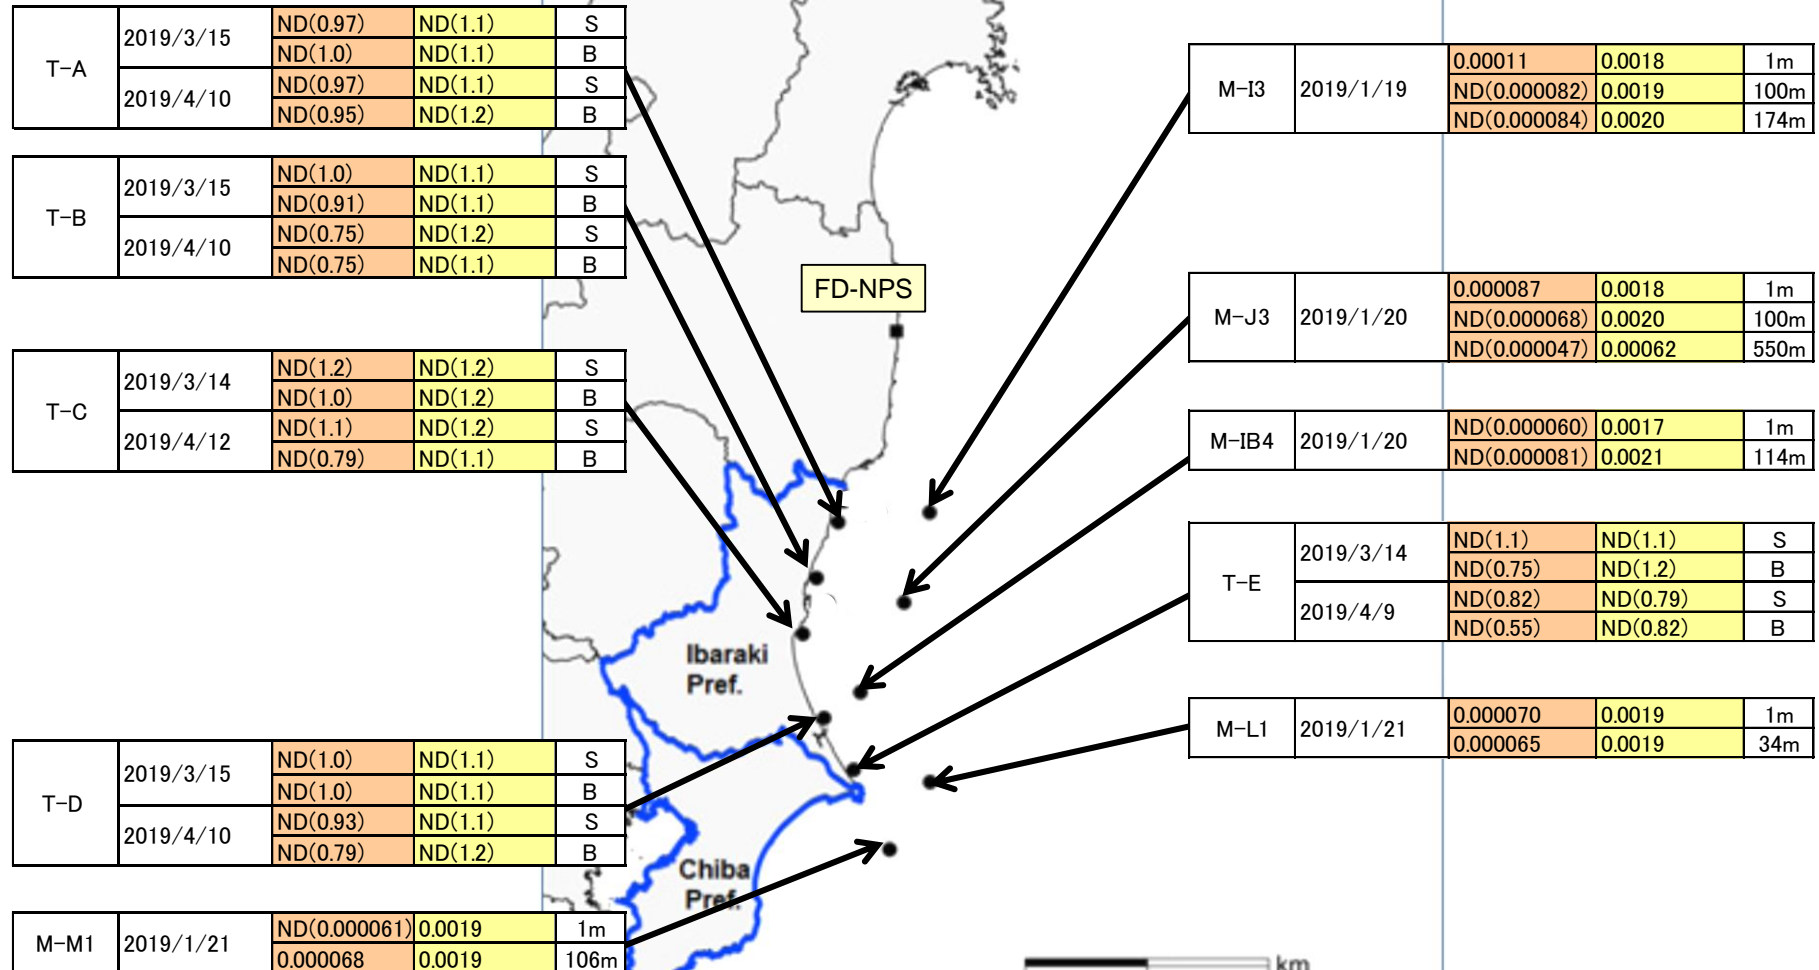 T-A
2019/3/15
ND(0.97) ND(1.1) S
ND(1.0) ND(1.1) B
2019/4/10
ND(0.97) ND(1.1) S
ND(0.95) ND(1.2) B
T-B
2019/3/15
ND(1.0) ND(1.1) S
ND(0.91) ND(1.1) B
2019/4/10
ND(0.75) ND(1.2) S
ND(0.75) ND(1.1) B
T-C
2019/3/14
ND(1.2) ND(1.2) S
ND(1.0) ND(1.2) B
2019/4/12
ND(1.1) ND(1.2) S
ND(0.79) ND(1.1) B
T-D
2019/3/15
ND(1.0) ND(1.1) S
ND(1.0) ND(1.1) B
2019/4/10
ND(0.93) ND(1.1) S
ND(0.79) ND(1.2) B
M-M1 2019/1/21
ND(0.000061) 0.0019 1m
0.000068 0.0019 106m
FD-NPS
Ibaraki
Pref.
Chiba
Pref.
km
M-I3 2019/1/19
0.00011 0.0018 1m
ND(0.000082) 0.0019 100m
ND(0.000084) 0.0020 174m
M-J3 2019/1/20
0.000087 0.0018 1m
ND(0.000068) 0.0020 100m
ND(0.000047) 0.00062 550m
M-IB4 2019/1/20
ND(0.000060) 0.0017 1m
ND(0.000081) 0.0021 114m
T-E
2019/3/14
ND(1.1) ND(1.1) S
ND(0.75) ND(1.2) B
2019/4/9
ND(0.82) ND(0.79) S
ND(0.55) ND(0.82) B
M-L1 2019/1/21
0.000070 0.0019 1m
0.000065 0.0019 34m